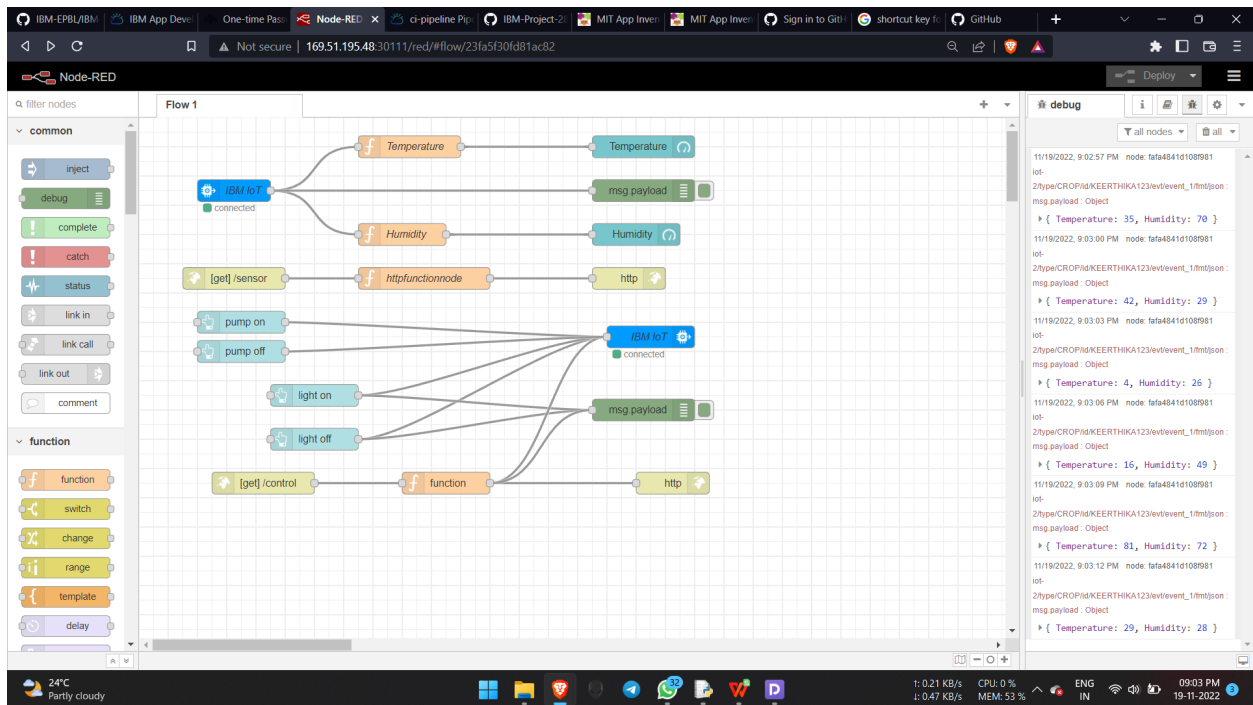 IBM-EPBL/IBM
IBM App Devel
One-time Pass
Node-RED
ci-pipeline Pip
IBM-Project-28
MIT App Inven
MIT App Inven
Sign in to GitH
shortcut key fo
GitHub
Not secure | 169.51.195.48:30111/red/#flow/23fa5f30fd81ac82
Node-RED
Deploy
filter nodes
Flow 1
debug
i
all nodes
all
common
inject
debug
complete
catch
status
link in
link call
link out
comment
function
function
switch
change
range
template
delay
Temperature
Temperature
IBM IoT
connected
msg.payload
Humidity
Humidity
[get] /sensor
httpfunctionnode
http
pump on
pump off
IBM IoT
connected
light on
msg.payload
light off
[get] /control
function
http
11/19/2022, 9:02:57 PM node: fafa4841d108f981
iot-
2/type/CROP/id/KEERTHIKA123/evt/event_1/fmt/json :
msg.payload : Object
{ Temperature: 35, Humidity: 70 }
11/19/2022, 9:03:00 PM node: fafa4841d108f981
iot-
2/type/CROP/id/KEERTHIKA123/evt/event_1/fmt/json :
msg.payload : Object
{ Temperature: 42, Humidity: 29 }
11/19/2022, 9:03:03 PM node: fafa4841d108f981
iot-
2/type/CROP/id/KEERTHIKA123/evt/event_1/fmt/json :
msg.payload : Object
{ Temperature: 4, Humidity: 26 }
11/19/2022, 9:03:06 PM node: fafa4841d108f981
iot-
2/type/CROP/id/KEERTHIKA123/evt/event_1/fmt/json :
msg.payload : Object
{ Temperature: 16, Humidity: 49 }
11/19/2022, 9:03:09 PM node: fafa4841d108f981
iot-
2/type/CROP/id/KEERTHIKA123/evt/event_1/fmt/json :
msg.payload : Object
{ Temperature: 81, Humidity: 72 }
11/19/2022, 9:03:12 PM node: fafa4841d108f981
iot-
2/type/CROP/id/KEERTHIKA123/evt/event_1/fmt/json :
msg.payload : Object
{ Temperature: 29, Humidity: 28 }
24°C
Partly cloudy
32
↑: 0.21 KB/s
↓: 0.47 KB/s
CPU: 0 %
MEM: 53 %
ENG
IN
09:03 PM
19-11-2022
3